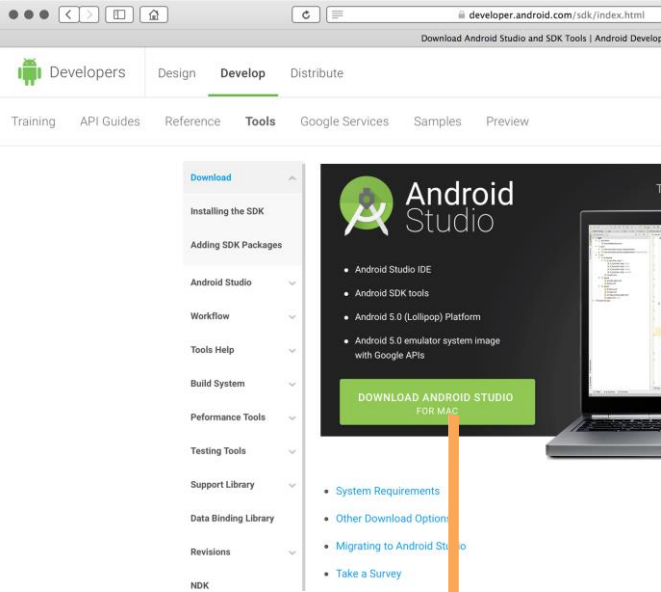 developer.android.com/sdk/index.html
Download Android Studio and SDK Tools | Android Develop
Developers
Design
Develop
Distribute
Training
API Guides
Reference
Tools
Google Services
Samples
Preview
Download
Installing the SDK
Adding SDK Packages
Android Studio
Workflow
Tools Help
Build System
Peformance Tools
Testing Tools
Support Library
Data Binding Library
Revisions
NDK
Android
Studio
T
• Android Studio IDE
• Android SDK tools
• Android 5.0 (Lollipop) Platform
• Android 5.0 emulator system image
with Google APIs
DOWNLOAD ANDROID STUDIO
FOR MAC
• System Requirements
• Other Download Option
• Migrating to Android St io
• Take a Survey